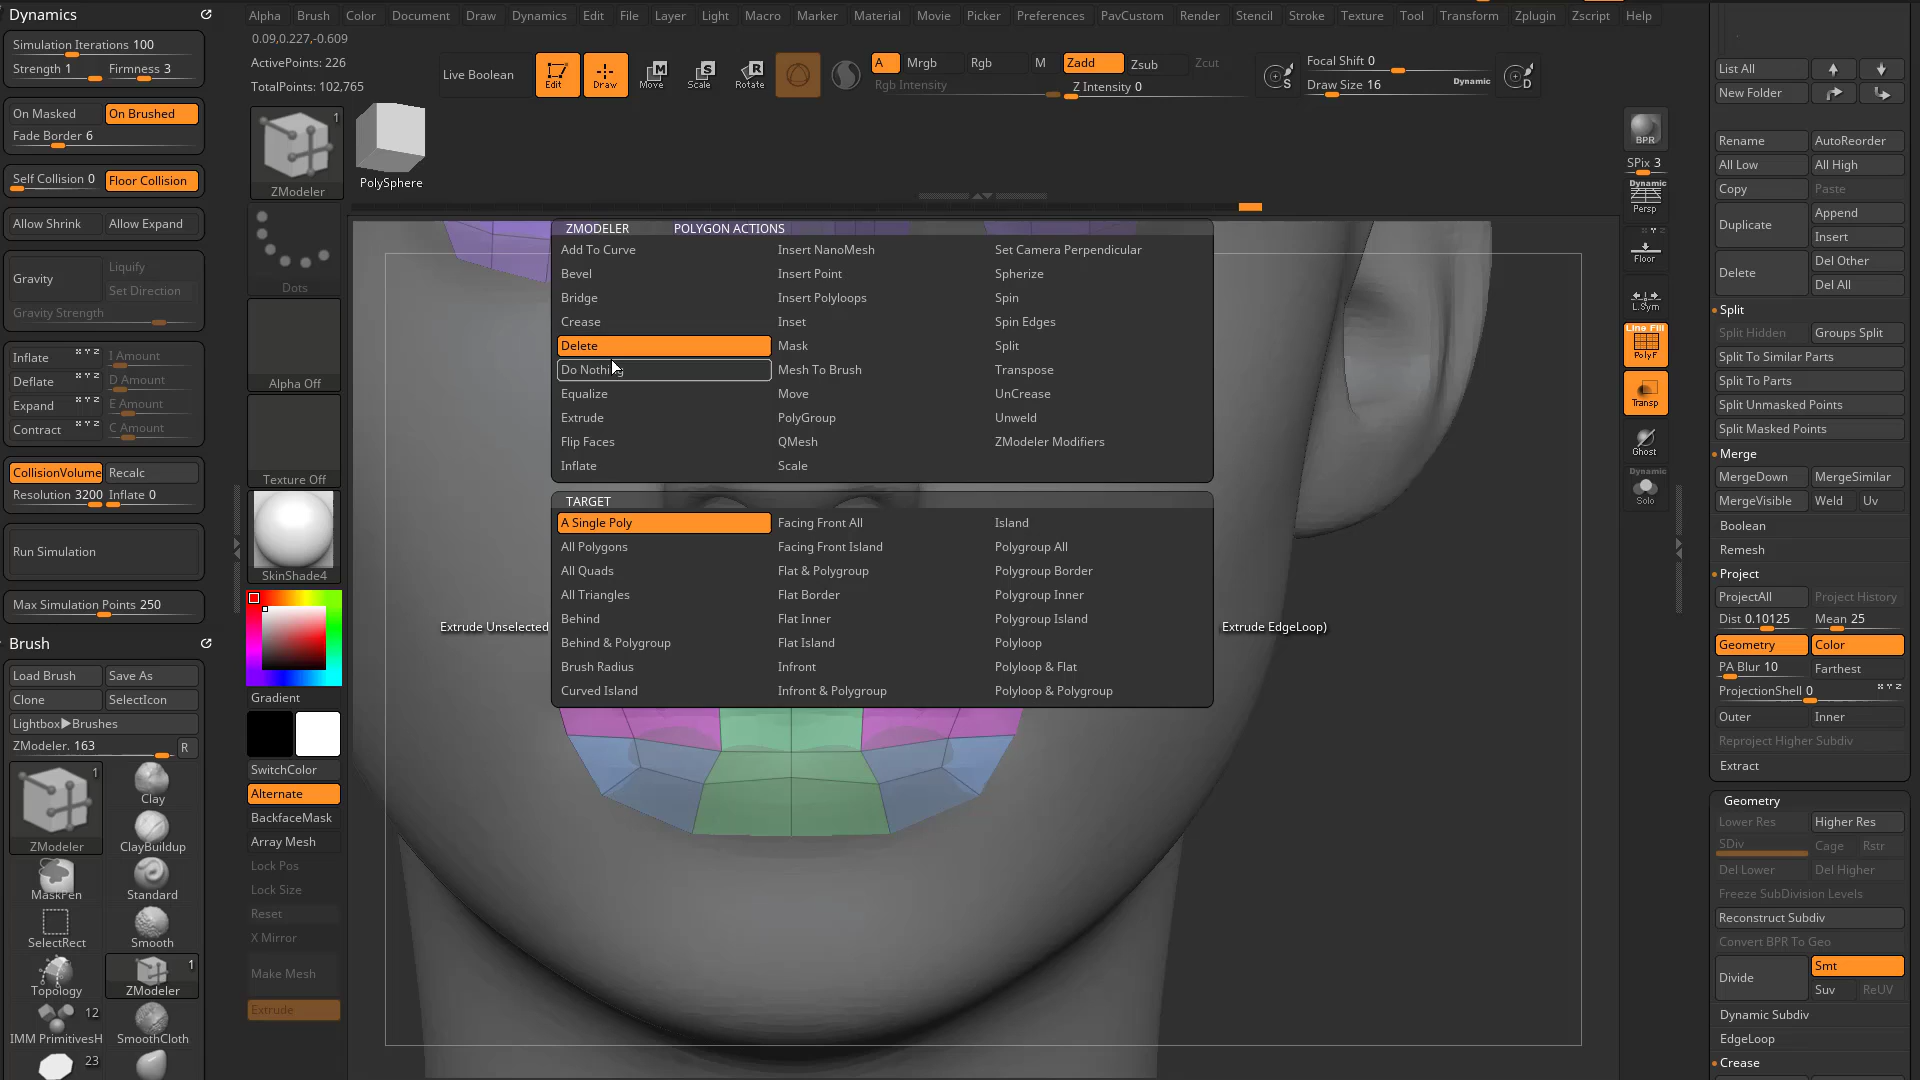 Dynamics
Simulation Iterations 100
Strength 1 Firmness 3
On Masked On Brushed
Fade Border 6
Self Collision 0 Floor Collision
Allow Shrink Allow Expand
Gravity Liquify
Set Direction
Gravity Strength
Inflate X Y Z I Amount
Deflate X Y Z D Amount
Expand X Y Z E Amount
Contract X Y Z C Amount
CollisionVolume Recalc
Resolution 3200 Inflate 0
Run Simulation
Max Simulation Points 250
Brush
Load Brush Save As
Clone SelectIcon
Lightbox▶Brushes
ZModeler. 163 R
1
ZModeler
Clay
ClayBuildup
MaskPen
Standard
SelectRect
Smooth
Topology
1
ZModeler
12
IMM PrimitivesH
SmoothCloth
23
Alpha Brush Color Document Draw Dynamics Edit File Layer Light Macro Marker Material Movie Picker Preferences PavCustom Render Stencil Stroke Texture Tool Transform Zplugin Zscript Help
0.09,0.227,-0.609
ActivePoints: 226
TotalPoints: 102,765
Live Boolean
Edit Draw Move Scale Rotate
A Mrgb Rgb M Zadd Zsub Zcut
Rgb Intensity Z Intensity 0
S
Focal Shift 0
Draw Size 16 Dynamic
D
1
ZModeler
PolySphere
Dots
Alpha Off
Texture Off
SkinShade4
Gradient
SwitchColor
Alternate
BackfaceMask
Array Mesh
Lock Pos
Lock Size
Reset
X Mirror
Make Mesh
Extrude
ZMODELER POLYGON ACTIONS
Add To Curve Insert NanoMesh Set Camera Perpendicular
Bevel Insert Point Spherize
Bridge Insert Polyloops Spin
Crease Inset Spin Edges
Delete Mask Split
Do Nothing Mesh To Brush Transpose
Equalize Move UnCrease
Extrude PolyGroup Unweld
Flip Faces QMesh ZModeler Modifiers
Inflate Scale
TARGET
A Single Poly Facing Front All Island
All Polygons Facing Front Island Polygroup All
All Quads Flat & Polygroup Polygroup Border
All Triangles Flat Border Polygroup Inner
Behind Flat Inner Polygroup Island
Behind & Polygroup Flat Island Polyloop
Brush Radius Infront Polyloop & Flat
Curved Island Infront & Polygroup Polyloop & Polygroup
Extrude Unselected Extrude EdgeLoop)
BPR
SPix 3
Dynamic
Persp
X Y Z
Floor
L.Sym
Line Fill
PolyF
Transp
Ghost
Dynamic
Solo
List All
New Folder
Rename AutoReorder
All Low All High
Copy Paste
Duplicate Append
Insert
Delete Del Other
Del All
Split
Split Hidden Groups Split
Split To Similar Parts
Split To Parts
Split Unmasked Points
Split Masked Points
Merge
MergeDown MergeSimilar
MergeVisible Weld Uv
Boolean
Remesh
Project
ProjectAll Project History
Dist 0.10125 Mean 25
Geometry Color
PA Blur 10 Farthest
ProjectionShell 0 X Y Z
Outer Inner
Reproject Higher Subdiv
Extract
Geometry
Lower Res Higher Res
SDiv Cage Rstr
Del Lower Del Higher
Freeze SubDivision Levels
Reconstruct Subdiv
Convert BPR To Geo
Divide Smt
Suv ReUV
Dynamic Subdiv
EdgeLoop
Crease